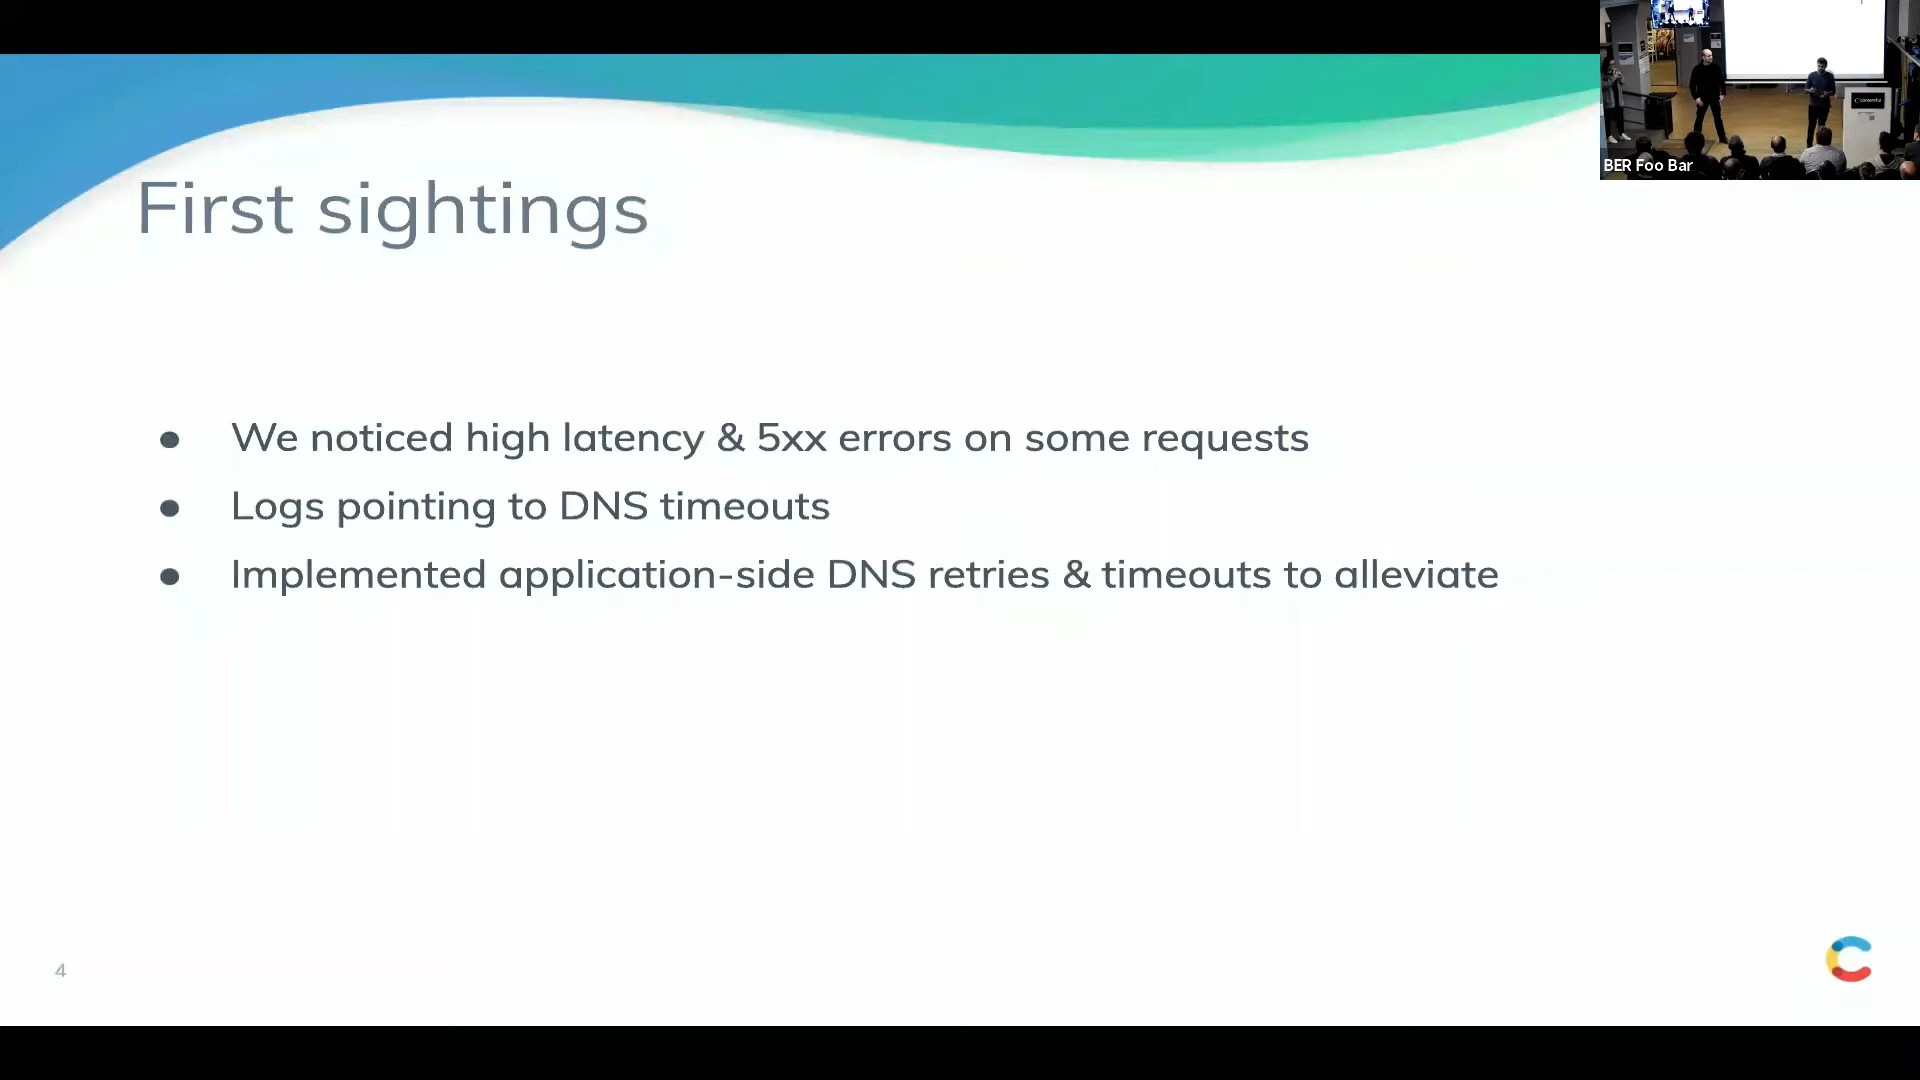 BER Foo Bar
First sightings
● We noticed high latency & 5xx errors on some requests
● Logs pointing to DNS timeouts
● Implemented application-side DNS retries & timeouts to alleviate
4
contentful